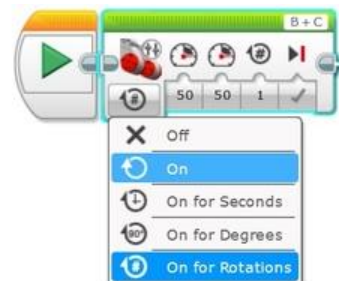 B+C
50 50 1
Off
On
On for Seconds
On for Degrees
On for Rotations